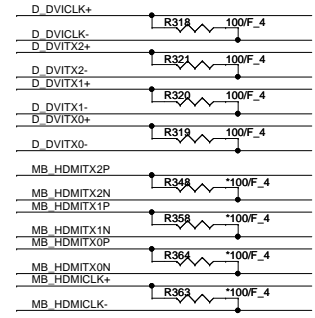 D_DVICLK+
R318 100/F_4
D_DVICLK-
D_DVITX2+
R321 100/F_4
D_DVITX2-
D_DVITX1+
R320 100/F_4
D_DVITX1-
D_DVITX0+
R319 100/F_4
D_DVITX0-
MB_HDMITX2P
R348 *100/F_4
MB_HDMITX2N
MB_HDMITX1P
R358 *100/F_4
MB_HDMITX1N
MB_HDMITX0P
R364 *100/F_4
MB_HDMITX0N
MB_HDMICLK+
R363 *100/F_4
MB_HDMICLK-